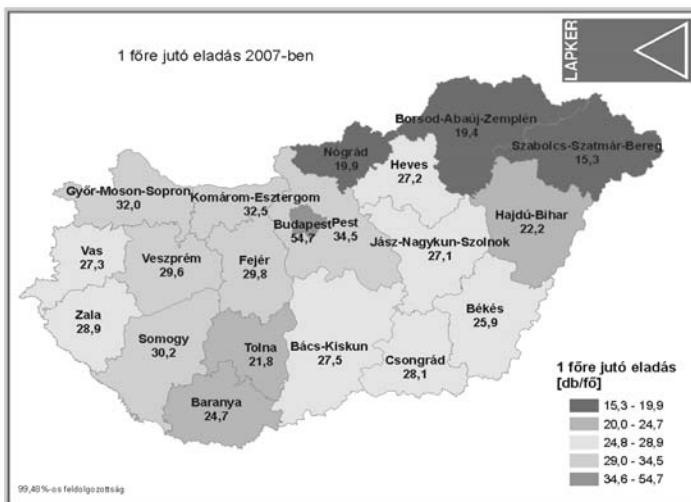 1 főre jutó eladás 2007-ben
LAPKER
Borsod-Abaúj-Zemplén
19,4
Szabolcs-Szatmár-Bereg
15,3
Nógrád
19,9
Heves
27,2
Győr-Moson-Sopron
32,0
Komárom-Esztergom
32,5
Budapest
54,7
Pest
34,5
Hajdú-Bihar
22,2
Jász-Nagykun-Szolnok
27,1
Vas
27,3
Veszprém
29,6
Fejér
29,8
Zala
28,9
Somogy
30,2
Tolna
21,8
Bács-Kiskun
27,5
Békés
25,9
Csongrád
28,1
Baranya
24,7
1 főre jutó eladás
[db/fő]
15,3 - 19,9
20,0 - 24,7
24,8 - 28,9
29,0 - 34,5
34,6 - 54,7
99,48%-os feldolgozottság